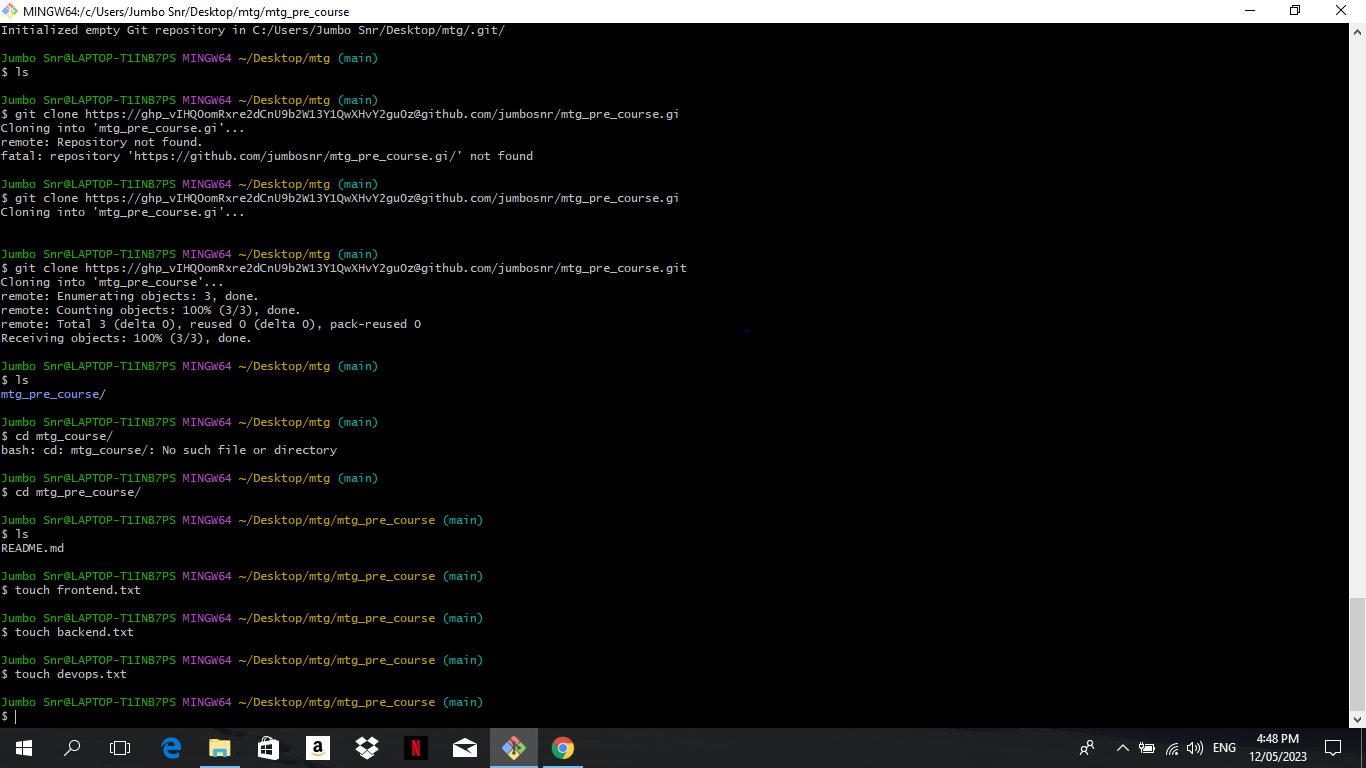 MINGW64:/c/Users/Jumbo Snr/Desktop/mtg/mtg_pre_course
Initialized empty Git repository in C:/Users/Jumbo Snr/Desktop/mtg/.git/
Jumbo Snr@LAPTOP-T1INB7PS MINGW64 ~/Desktop/mtg (main)
$ ls
Jumbo Snr@LAPTOP-T1INB7PS MINGW64 ~/Desktop/mtg (main)
$ git clone https://@github.com/jumbosnr/mtg_pre_course.gi
Cloning into 'mtg_pre_course.gi'...
remote: Repository not found.
fatal: repository 'https://github.com/jumbosnr/mtg_pre_course.gi/' not found
Jumbo Snr@LAPTOP-T1INB7PS MINGW64 ~/Desktop/mtg (main)
$ git clone https://@github.com/jumbosnr/mtg_pre_course.gi
Cloning into 'mtg_pre_course.gi'...
Jumbo Snr@LAPTOP-T1INB7PS MINGW64 ~/Desktop/mtg (main)
$ git clone https://@github.com/jumbosnr/mtg_pre_course.git
Cloning into 'mtg_pre_course'...
remote: Enumerating objects: 3, done.
remote: Counting objects: 100% (3/3), done.
remote: Total 3 (delta 0), reused 0 (delta 0), pack-reused 0
Receiving objects: 100% (3/3), done.
Jumbo Snr@LAPTOP-T1INB7PS MINGW64 ~/Desktop/mtg (main)
$ ls
mtg_pre_course/
Jumbo Snr@LAPTOP-T1INB7PS MINGW64 ~/Desktop/mtg (main)
$ cd mtg_course/
bash: cd: mtg_course/: No such file or directory
Jumbo Snr@LAPTOP-T1INB7PS MINGW64 ~/Desktop/mtg (main)
$ cd mtg_pre_course/
Jumbo Snr@LAPTOP-T1INB7PS MINGW64 ~/Desktop/mtg/mtg_pre_course (main)
$ ls
README.md
Jumbo Snr@LAPTOP-T1INB7PS MINGW64 ~/Desktop/mtg/mtg_pre_course (main)
$ touch frontend.txt
Jumbo Snr@LAPTOP-T1INB7PS MINGW64 ~/Desktop/mtg/mtg_pre_course (main)
$ touch backend.txt
Jumbo Snr@LAPTOP-T1INB7PS MINGW64 ~/Desktop/mtg/mtg_pre_course (main)
$ touch devops.txt
Jumbo Snr@LAPTOP-T1INB7PS MINGW64 ~/Desktop/mtg/mtg_pre_course (main)
$
ENG
4:48 PM
12/05/2023